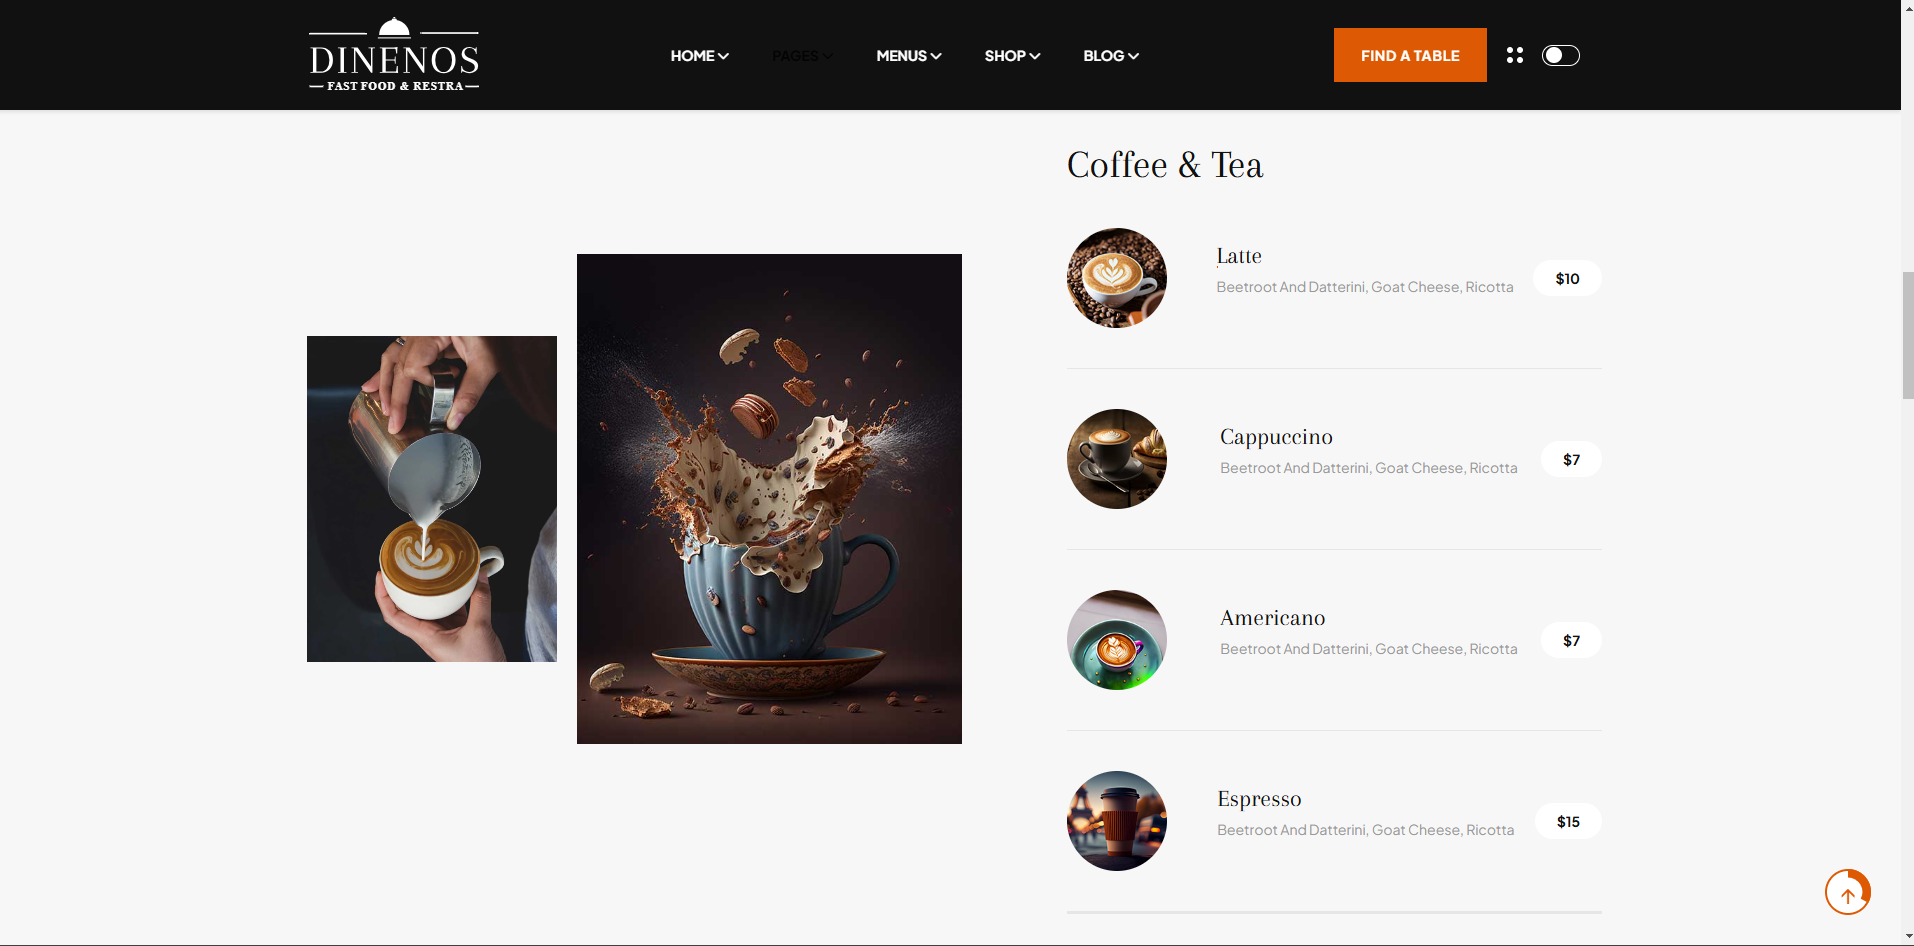 DINENOS
FAST FOOD & RESTRA
HOME
PAGES
MENUS
SHOP
BLOG
FIND A TABLE
Coffee & Tea
Latte
Beetroot And Datterini, Goat Cheese, Ricotta
$10
Cappuccino
Beetroot And Datterini, Goat Cheese, Ricotta
$7
Americano
Beetroot And Datterini, Goat Cheese, Ricotta
$7
Espresso
Beetroot And Datterini, Goat Cheese, Ricotta
$15